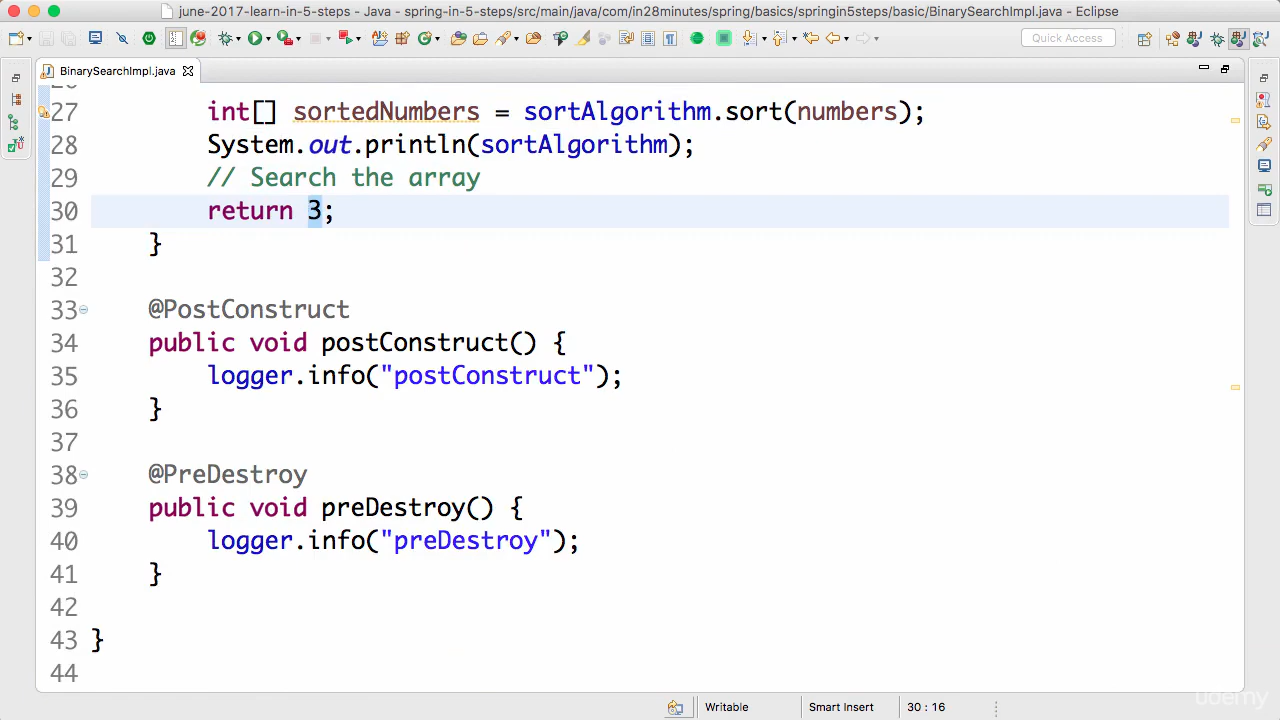 june-2017-learn-in-5-steps - Java - spring-in-5-steps/src/main/java/com/in28minutes/spring/basics/springin5steps/basic/BinarySearchImpl.java - Eclipse
Quick Access
BinarySearchImpl.java
26
27 int[] sortedNumbers = sortAlgorithm.sort(numbers);
28 System.out.println(sortAlgorithm);
29 // Search the array
30 return 3;
31 }
32
33 @PostConstruct
34 public void postConstruct() {
35 logger.info("postConstruct");
36 }
37
38 @PreDestroy
39 public void preDestroy() {
40 logger.info("preDestroy");
41 }
42
43 }
44
udemy
Writable Smart Insert 30 : 16